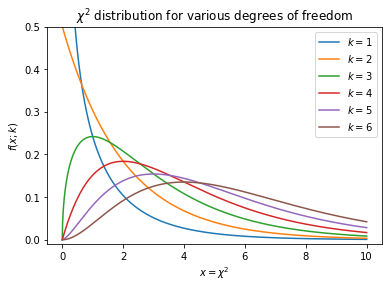 χ² distribution for various degrees of freedom
k = 1
k = 2
k = 3
k = 4
k = 5
k = 6
f(x; k)
0.5
0.4
0.3
0.2
0.1
0.0
0 2 4 6 8 10
x = χ²